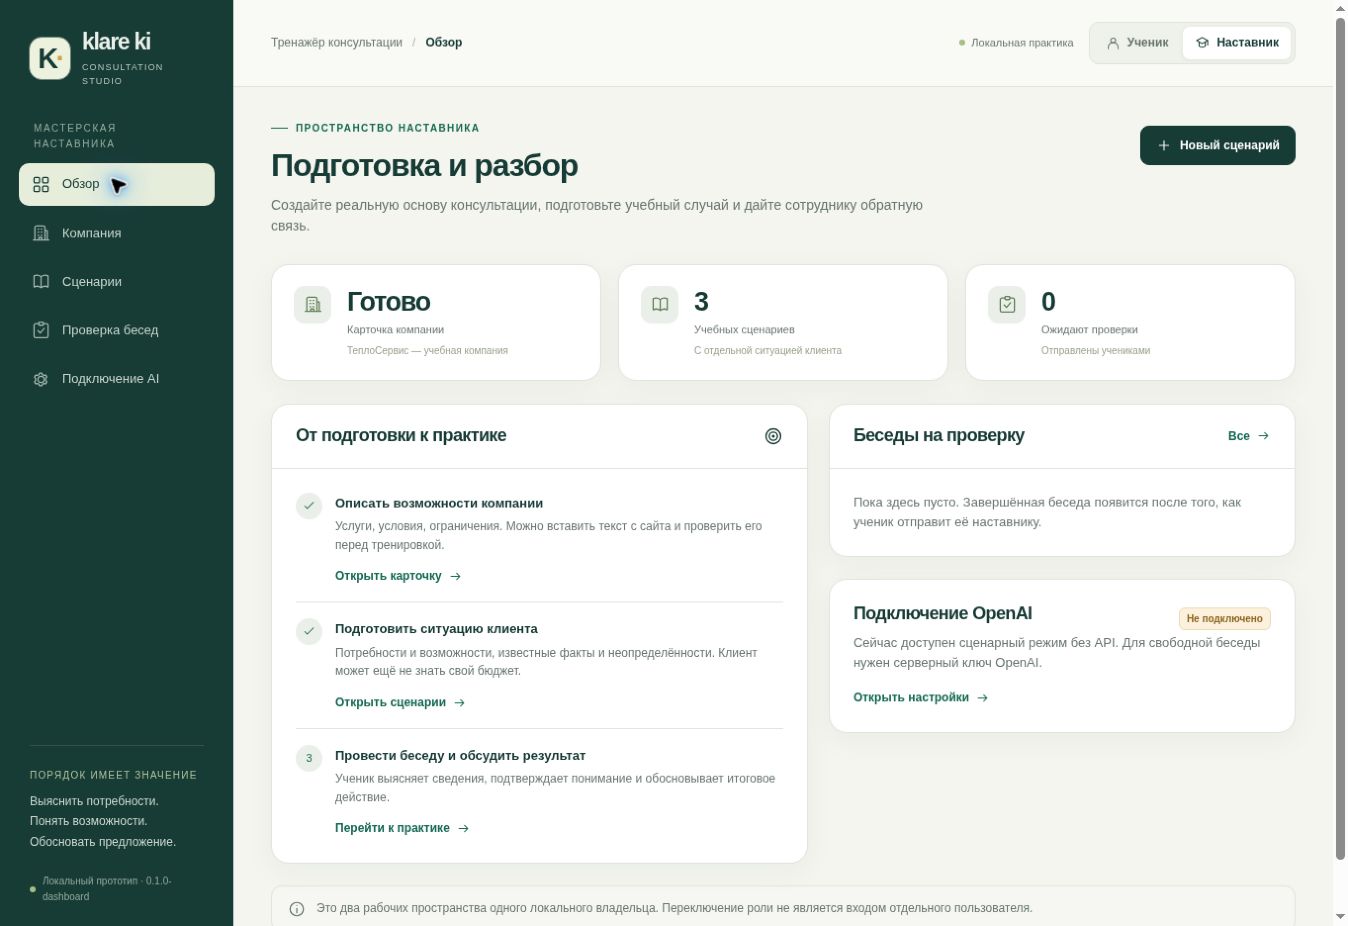 klare ki
CONSULTATION
STUDIO
МАСТЕРСКАЯ
НАСТАВНИКА
Обзор
Компания
Сценарии
Проверка бесед
Подключение AI
ПОРЯДОК ИМЕЕТ ЗНАЧЕНИЕ
Выяснить потребности.
Понять возможности.
Обосновать предложение.
Локальный прототип · 0.1.0-
dashboard
Тренажёр консультации / Обзор
Локальная практика
Ученик
Наставник
ПРОСТРАНСТВО НАСТАВНИКА
Подготовка и разбор
Создайте реальную основу консультации, подготовьте учебный случай и дайте сотруднику обратную
связь.
Новый сценарий
Готово
Карточка компании
ТеплоСервис — учебная компания
3
Учебных сценариев
С отдельной ситуацией клиента
0
Ожидают проверки
Отправлены учениками
От подготовки к практике
Описать возможности компании
Услуги, условия, ограничения. Можно вставить текст с сайта и проверить его
перед тренировкой.
Открыть карточку
Подготовить ситуацию клиента
Потребности и возможности, известные факты и неопределённости. Клиент
может ещё не знать свой бюджет.
Открыть сценарии
3
Провести беседу и обсудить результат
Ученик выясняет сведения, подтверждает понимание и обосновывает итоговое
действие.
Перейти к практике
Беседы на проверку
Все
Пока здесь пусто. Завершённая беседа появится после того, как
ученик отправит её наставнику.
Подключение OpenAI
Не подключено
Сейчас доступен сценарный режим без API. Для свободной беседы
нужен серверный ключ OpenAI.
Открыть настройки
Это два рабочих пространства одного локального владельца. Переключение роли не является входом отдельного пользователя.